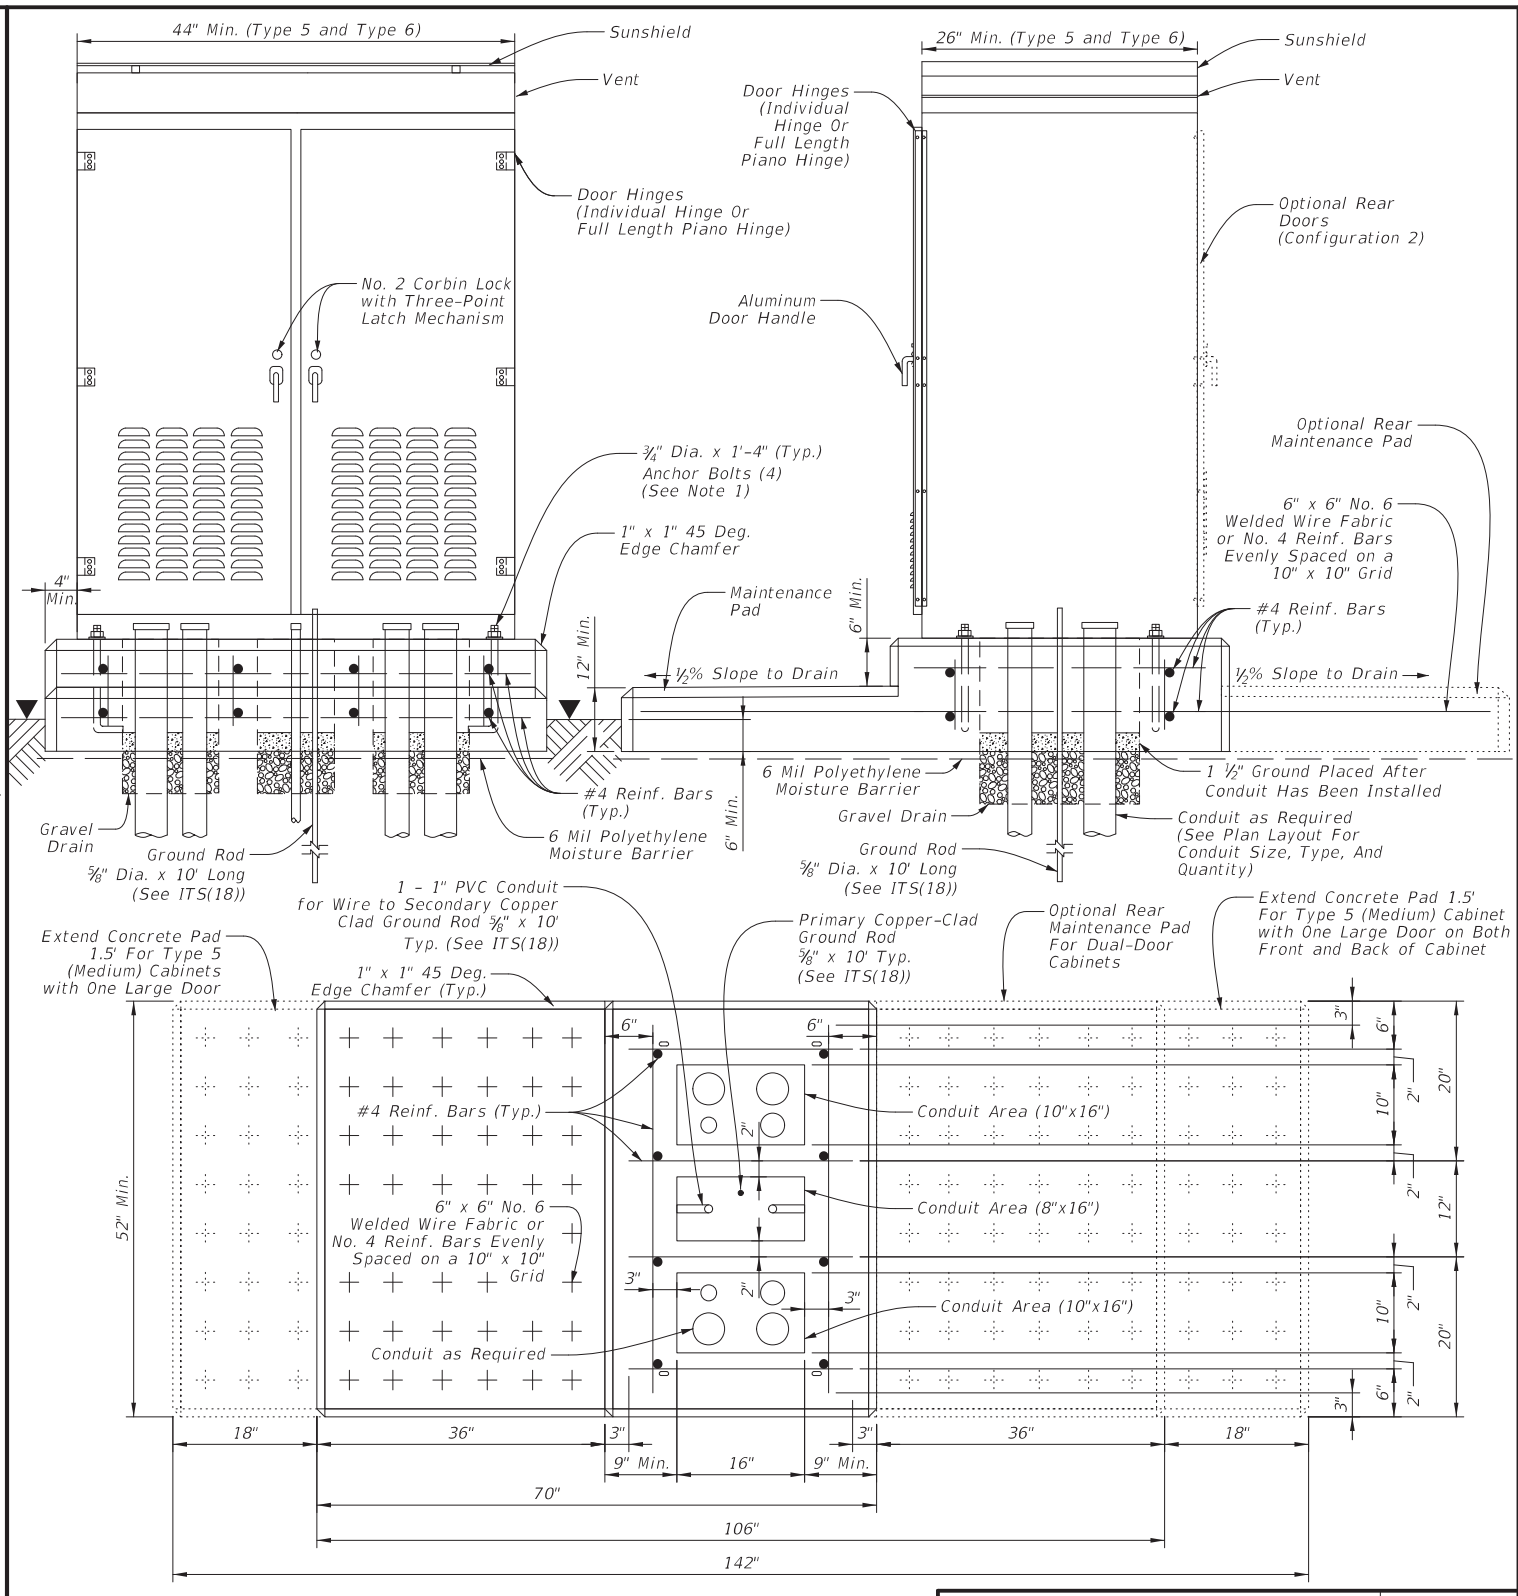 44" Min. (Type 5 and Type 6)
Sunshield
Vent
Door Hinges
(Individual Hinge Or
Full Length Piano Hinge)
No. 2 Corbin Lock
with Three-Point
Latch Mechanism
¾" Dia. x 1'-4" (Typ.)
Anchor Bolts (4)
(See Note 1)
1" x 1" 45 Deg.
Edge Chamfer
4"
Min.
#4 Reinf. Bars
(Typ.)
6 Mil Polyethylene
Moisture Barrier
Gravel
Drain
Ground Rod
⅝" Dia. x 10' Long
(See ITS(18))
26" Min. (Type 5 and Type 6)
Sunshield
Vent
Door Hinges
(Individual
Hinge Or
Full Length
Piano Hinge)
Optional Rear
Doors
(Configuration 2)
Aluminum
Door Handle
Optional Rear
Maintenance Pad
6" x 6" No. 6
Welded Wire Fabric
or No. 4 Reinf. Bars
Evenly Spaced on a
10" x 10" Grid
#4 Reinf. Bars
(Typ.)
Maintenance
Pad
6" Min.
12" Min.
½% Slope to Drain
½% Slope to Drain
6 Mil Polyethylene
Moisture Barrier
6" Min.
Gravel Drain
Ground Rod
⅝" Dia. x 10' Long
(See ITS(18))
1 ½" Ground Placed After
Conduit Has Been Installed
Conduit as Required
(See Plan Layout For
Conduit Size, Type, And
Quantity)
1 - 1" PVC Conduit
for Wire to Secondary Copper
Clad Ground Rod ⅝" x 10'
Typ. (See ITS(18))
Primary Copper-Clad
Ground Rod
⅝" x 10' Typ.
(See ITS(18))
Optional Rear
Maintenance Pad
For Dual-Door
Cabinets
Extend Concrete Pad 1.5'
For Type 5 (Medium) Cabinet
with One Large Door on Both
Front and Back of Cabinet
Extend Concrete Pad
1.5' For Type 5
(Medium) Cabinets
with One Large Door
1" x 1" 45 Deg.
Edge Chamfer (Typ.)
6"
6"
3"
6"
2"
10"
20"
#4 Reinf. Bars (Typ.)
Conduit Area (10"x16")
2"
2"
52" Min.
6" x 6" No. 6
Welded Wire Fabric or
No. 4 Reinf. Bars Evenly
Spaced on a 10" x 10"
Grid
Conduit Area (8"x16")
12"
3"
2"
3"
Conduit Area (10"x16")
2"
10"
20"
Conduit as Required
2"
6"
3"
18"
36"
3"
3"
36"
18"
9" Min.
16"
9" Min.
70"
106"
142"